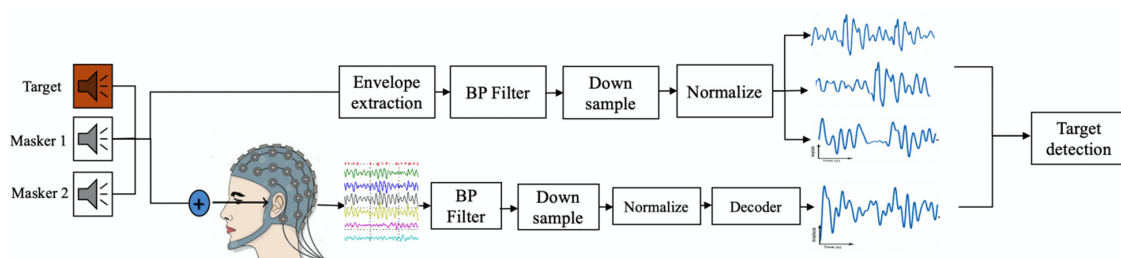 Target
Masker 1
Masker 2
+
Envelope
extraction
BP Filter
Down
sample
Normalize
BP
Filter
Down
sample
Normalize
Decoder
Target
detection